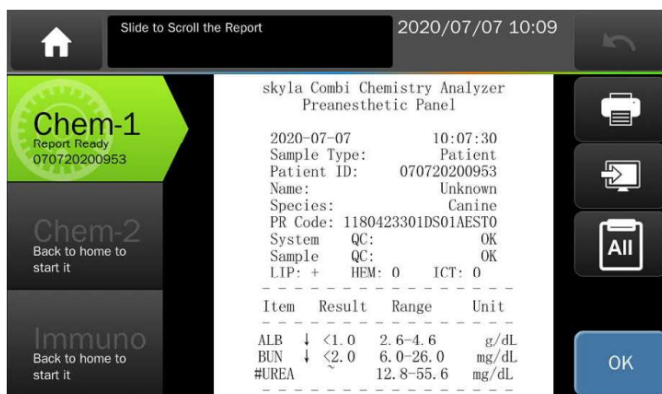 Slide to Scroll the Report
2020/07/07 10:09
Chem-1
Report Ready
070720200953
Chem-2
Back to home to
start it
Immuno
Back to home to
start it
skyla Combi Chemistry Analyzer
Preanesthetic Panel
2020-07-07 10:07:30
Sample Type: Patient
Patient ID: 070720200953
Name: Unknown
Species: Canine
PR Code: 1180423301DS01AEST0
System QC: OK
Sample QC: OK
LIP: + HEM: 0 ICT: 0
Item Result Range Unit
ALB ↓ <1.0 2.6-4.6 g/dL
BUN ↓ <2.0 6.0-26.0 mg/dL
#UREA ~ 12.8-55.6 mg/dL
All
OK